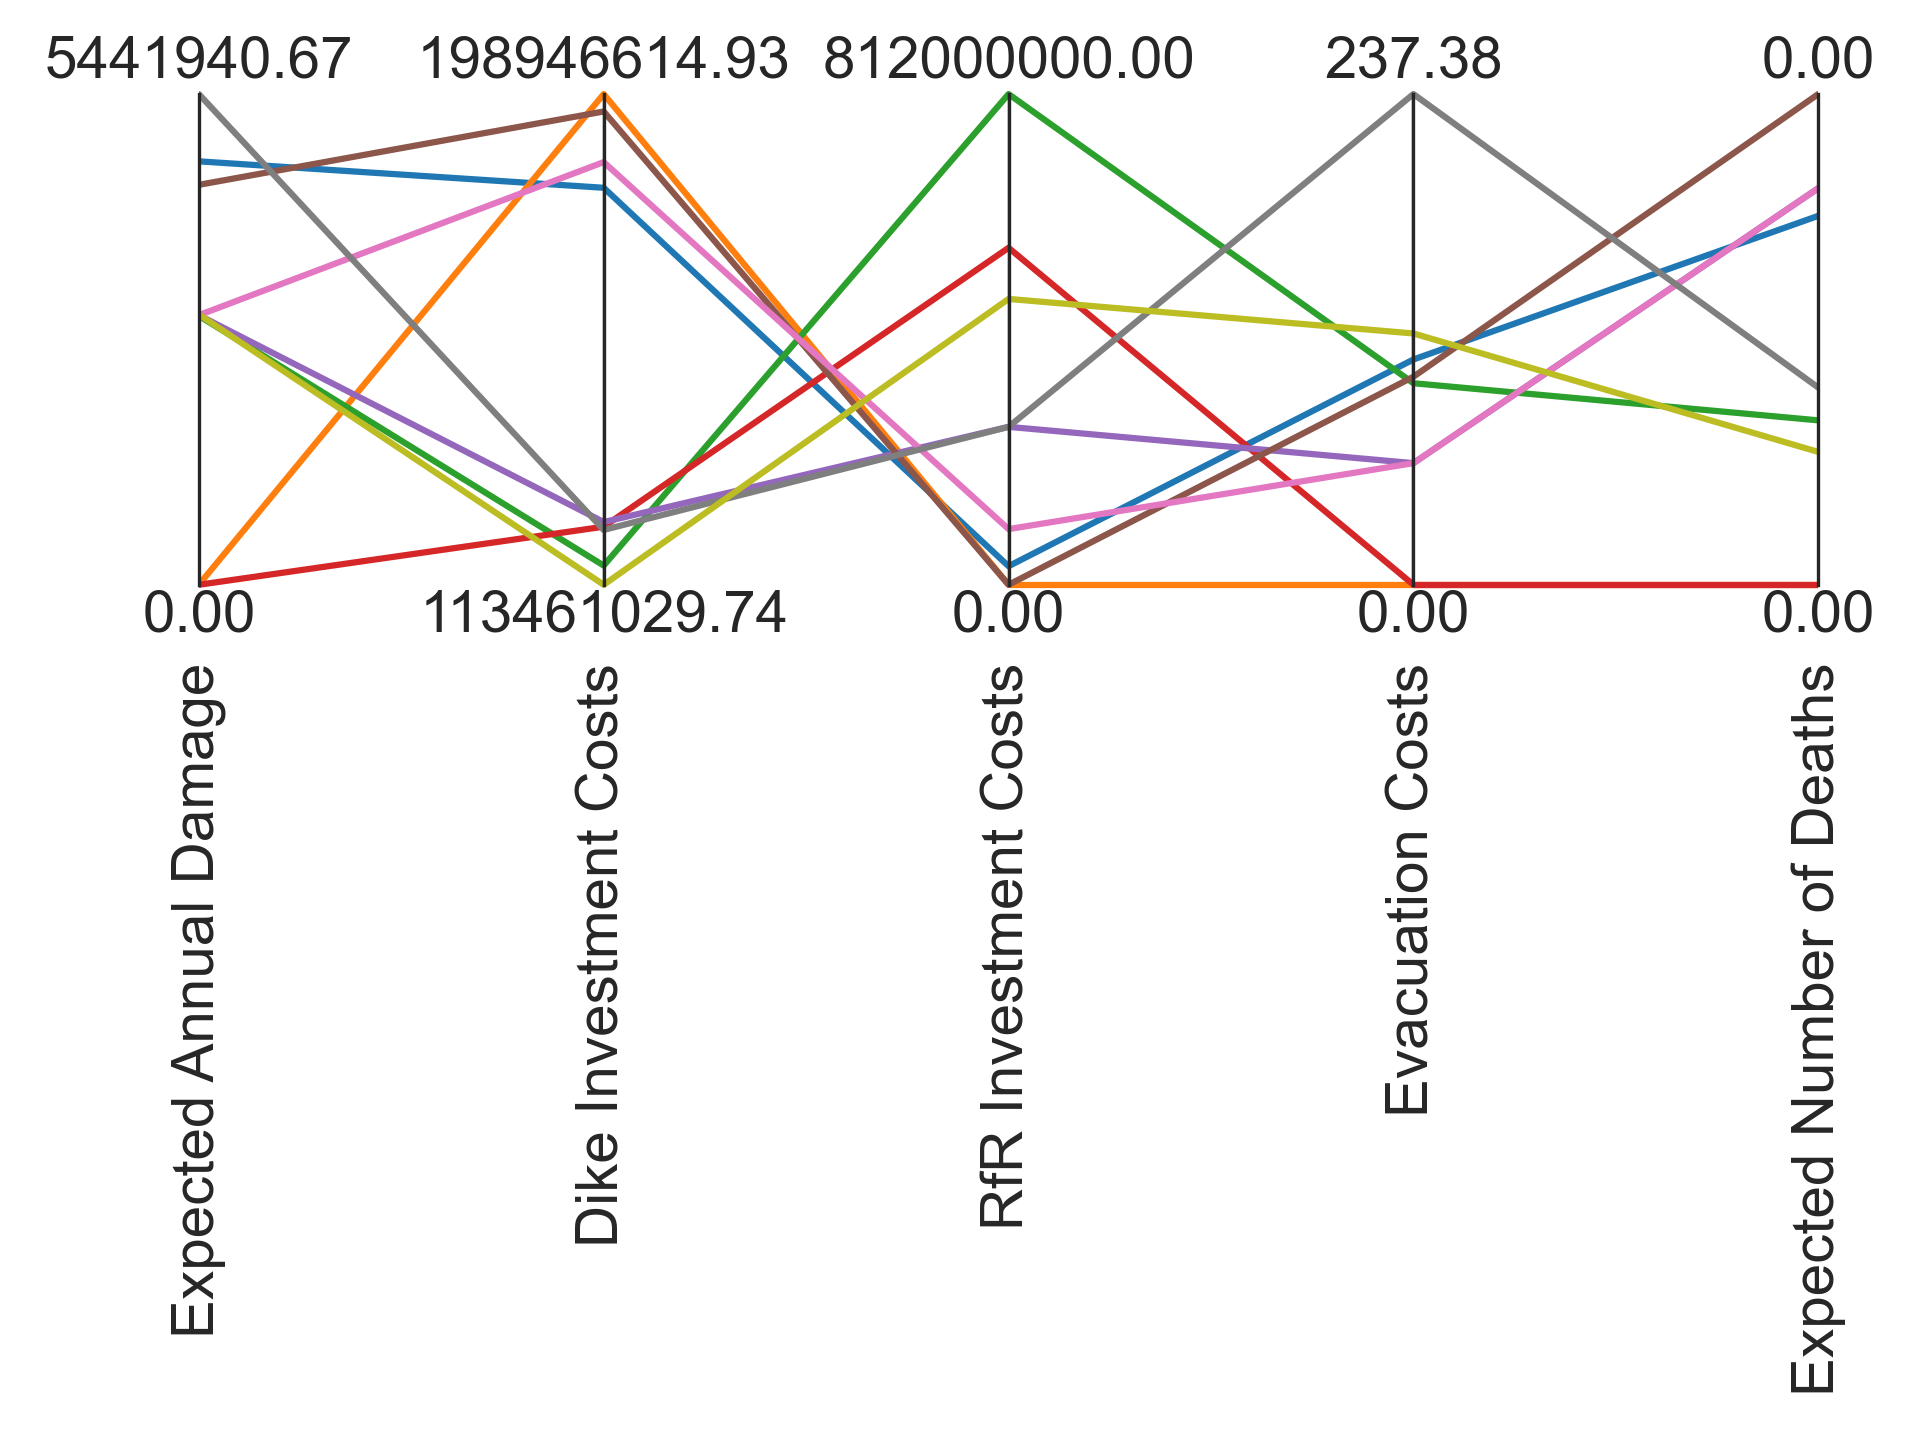 5441940.67
198946614.93
812000000.00
237.38
0.00
0.00
113461029.74
0.00
0.00
0.00
Expected Annual Damage
Dike Investment Costs
RfR Investment Costs
Evacuation Costs
Expected Number of Deaths